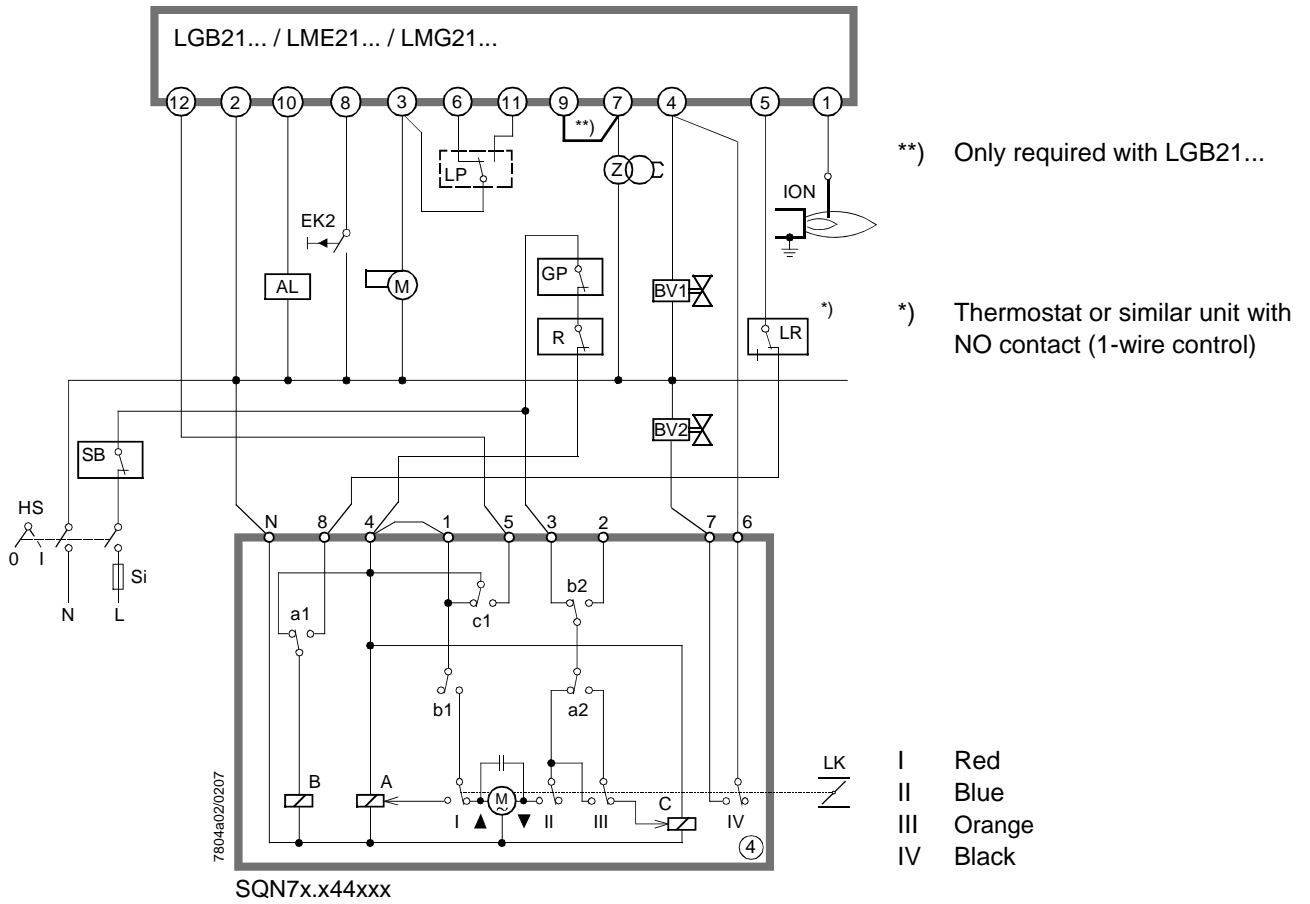 LGB21... / LME21... / LMG21...
12 2 10 8 3 6 11 9 7 4 5 1
**)
**) Only required with LGB21...
LP
Z
ION
EK2
GP
AL
M
BV1
*)
R
LR
*) Thermostat or similar unit with
NO contact (1-wire control)
BV2
SB
HS
0 I
Si
N L
N 8 4 1 5 3 2 7 6
b2
a1
c1
b1
a2
B A
M
~
C
I II III IV
LK
4
7804a02/0207
I Red
II Blue
III Orange
IV Black
SQN7x.x44xxx